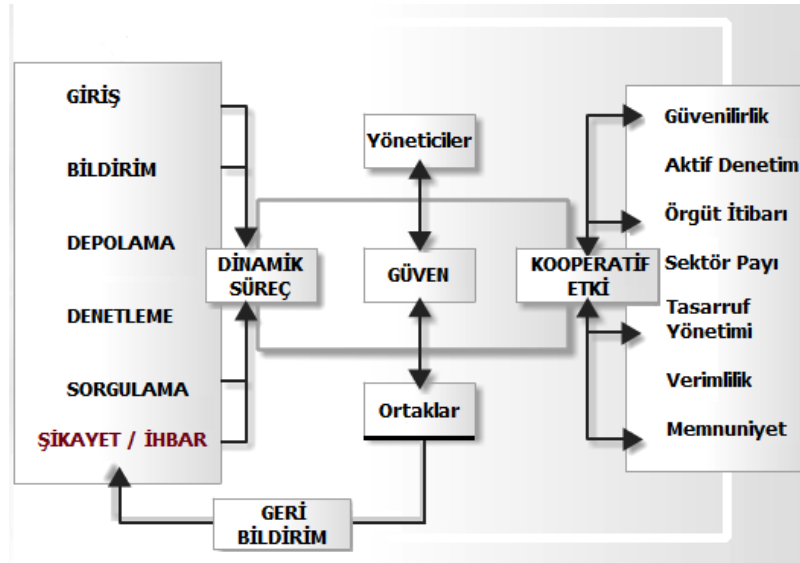 GİRİŞ
BİLDİRİM
DEPOLAMA
DENETLEME
SORGULAMA
ŞİKAYET / İHBAR
DİNAMİK
SÜREÇ
Yöneticiler
GÜVEN
Ortaklar
GERİ
BİLDİRİM
KOOPERATİF
ETKİ
Güvenilirlik
Aktif Denetim
Örgüt İtibarı
Sektör Payı
Tasarruf
Yönetimi
Verimlilik
Memnuniyet